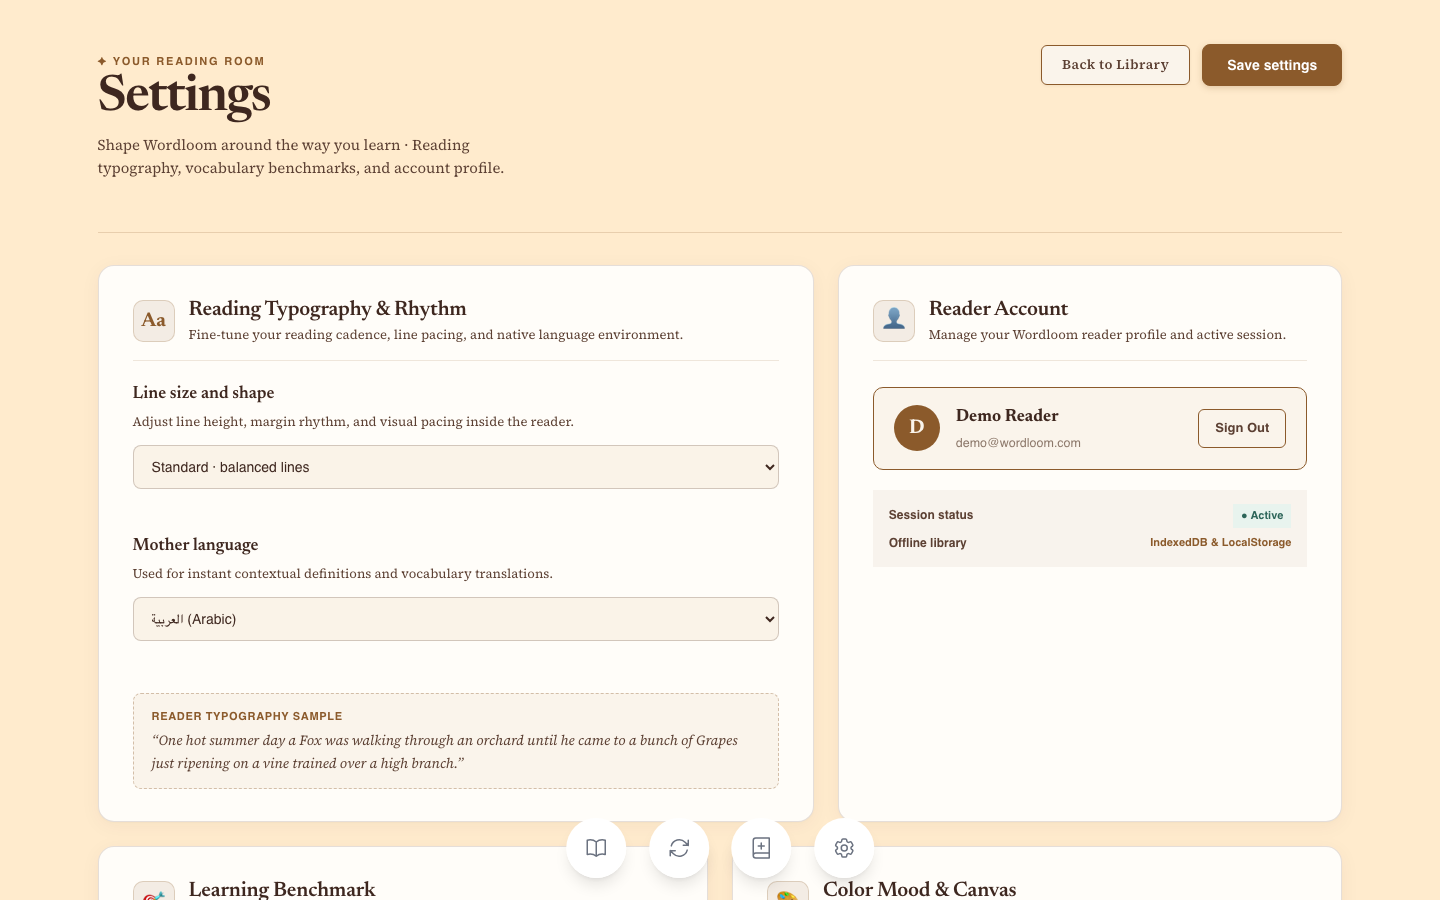 ✦ YOUR READING ROOM
Settings
Shape Wordloom around the way you learn · Reading
typography, vocabulary benchmarks, and account profile.
Back to Library
Save settings
Aa
Reading Typography & Rhythm
Fine-tune your reading cadence, line pacing, and native language environment.
Line size and shape
Adjust line height, margin rhythm, and visual pacing inside the reader.
Standard · balanced lines
Mother language
Used for instant contextual definitions and vocabulary translations.
العربية (Arabic)
READER TYPOGRAPHY SAMPLE
“One hot summer day a Fox was walking through an orchard until he came to a bunch of Grapes
just ripening on a vine trained over a high branch.”
Reader Account
Manage your Wordloom reader profile and active session.
D
Demo Reader
demo@wordloom.com
Sign Out
Session status
● Active
Offline library
IndexedDB & LocalStorage
Learning Benchmark
Color Mood & Canvas